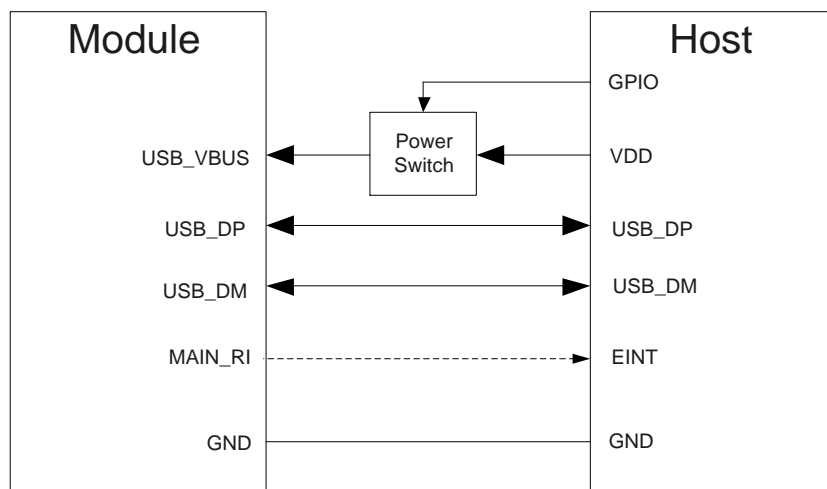 Module
Host
GPIO
Power
Switch
USB_VBUS
VDD
USB_DP
USB_DP
USB_DM
USB_DM
MAIN_RI
EINT
GND
GND